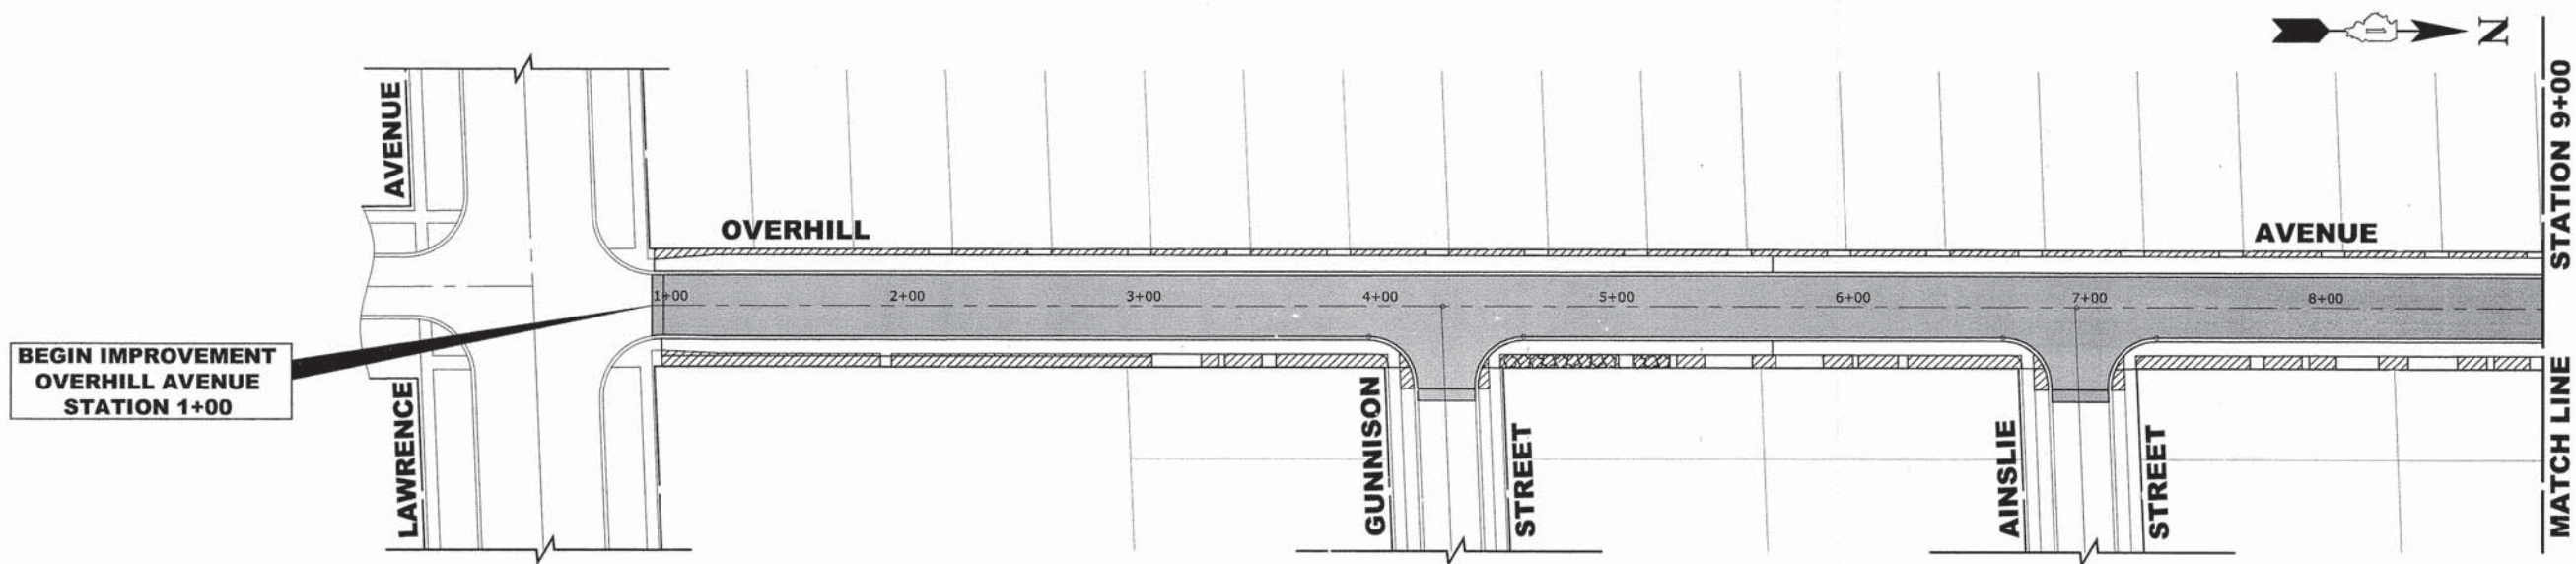 N
AVENUE
LAWRENCE
OVERHILL
AVENUE
1+00
2+00
3+00
4+00
5+00
6+00
7+00
8+00
BEGIN IMPROVEMENT
OVERHILL AVENUE
STATION 1+00
GUNNISON
STREET
AINSLIE
STREET
MATCH LINE STATION 9+00